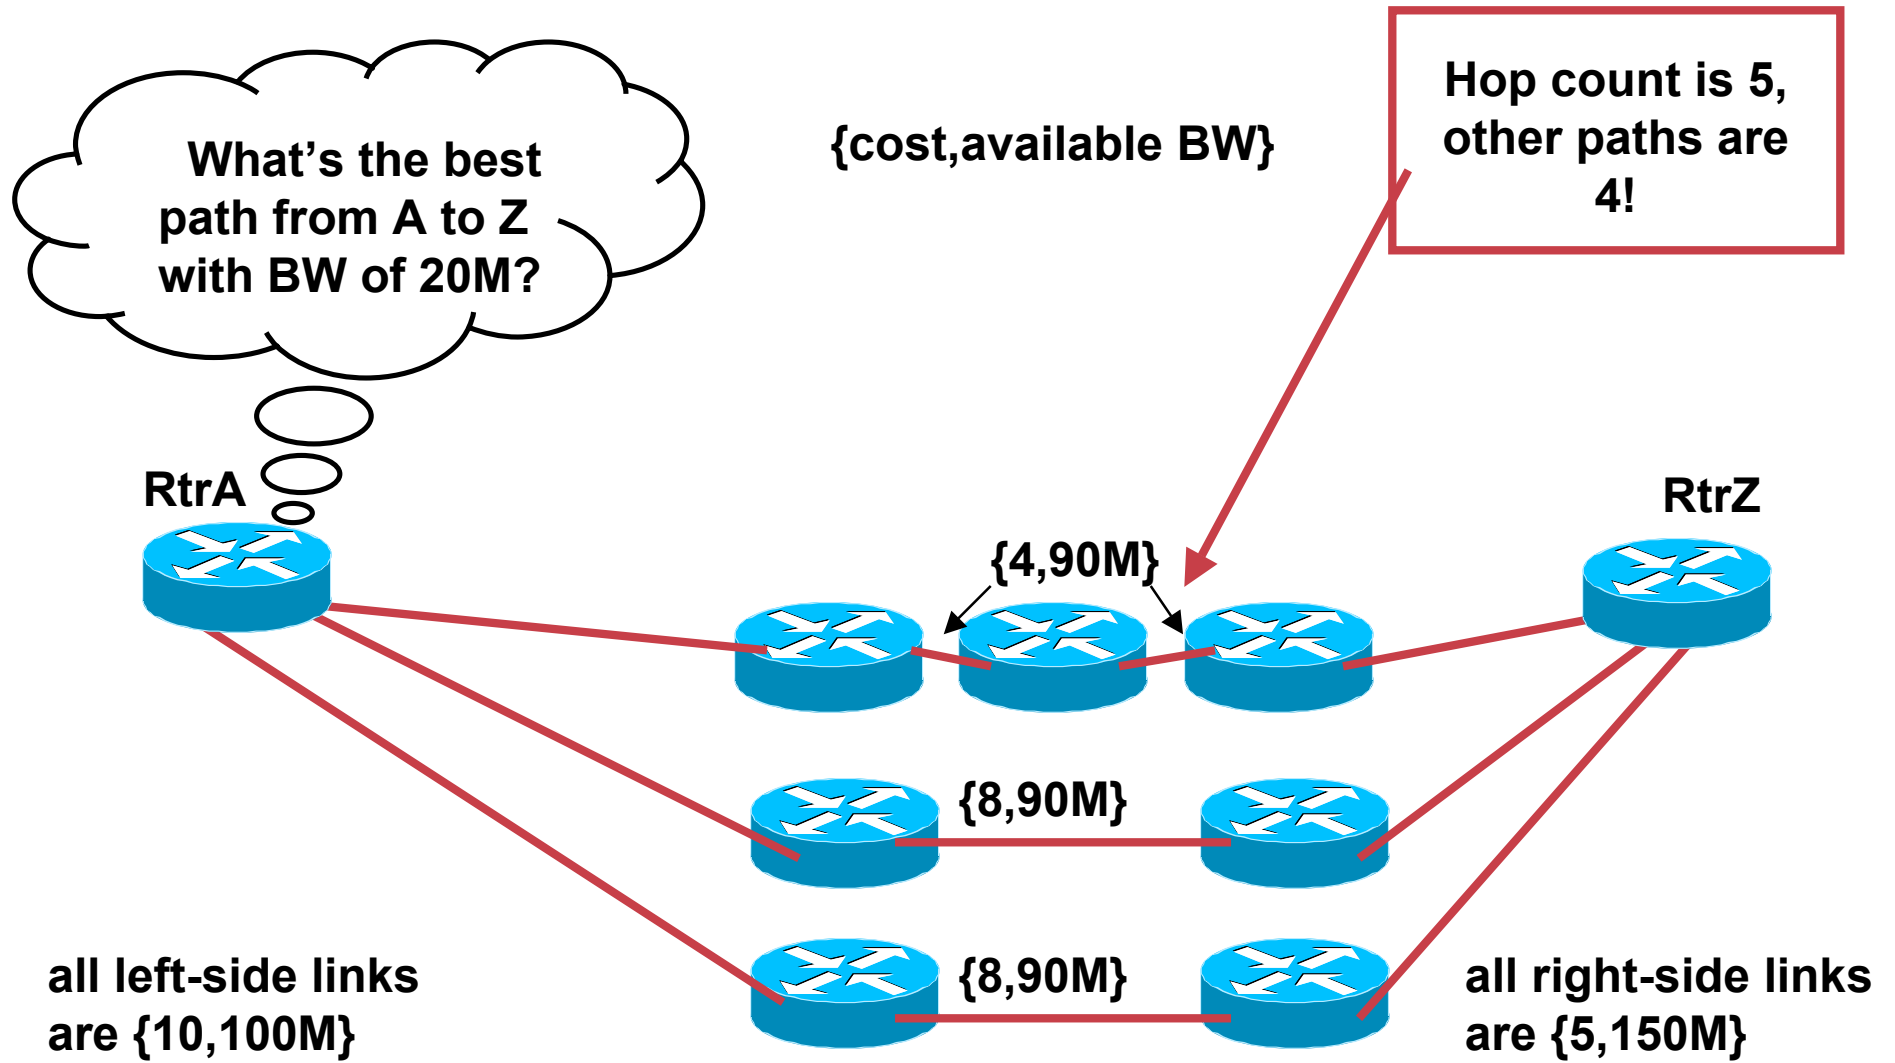 What’s the best
path from A to Z
with BW of 20M?
{cost,available BW}
Hop count is 5,
other paths are
4!
RtrA
RtrZ
{4,90M}
{8,90M}
{8,90M}
all left-side links
are {10,100M}
all right-side links
are {5,150M}